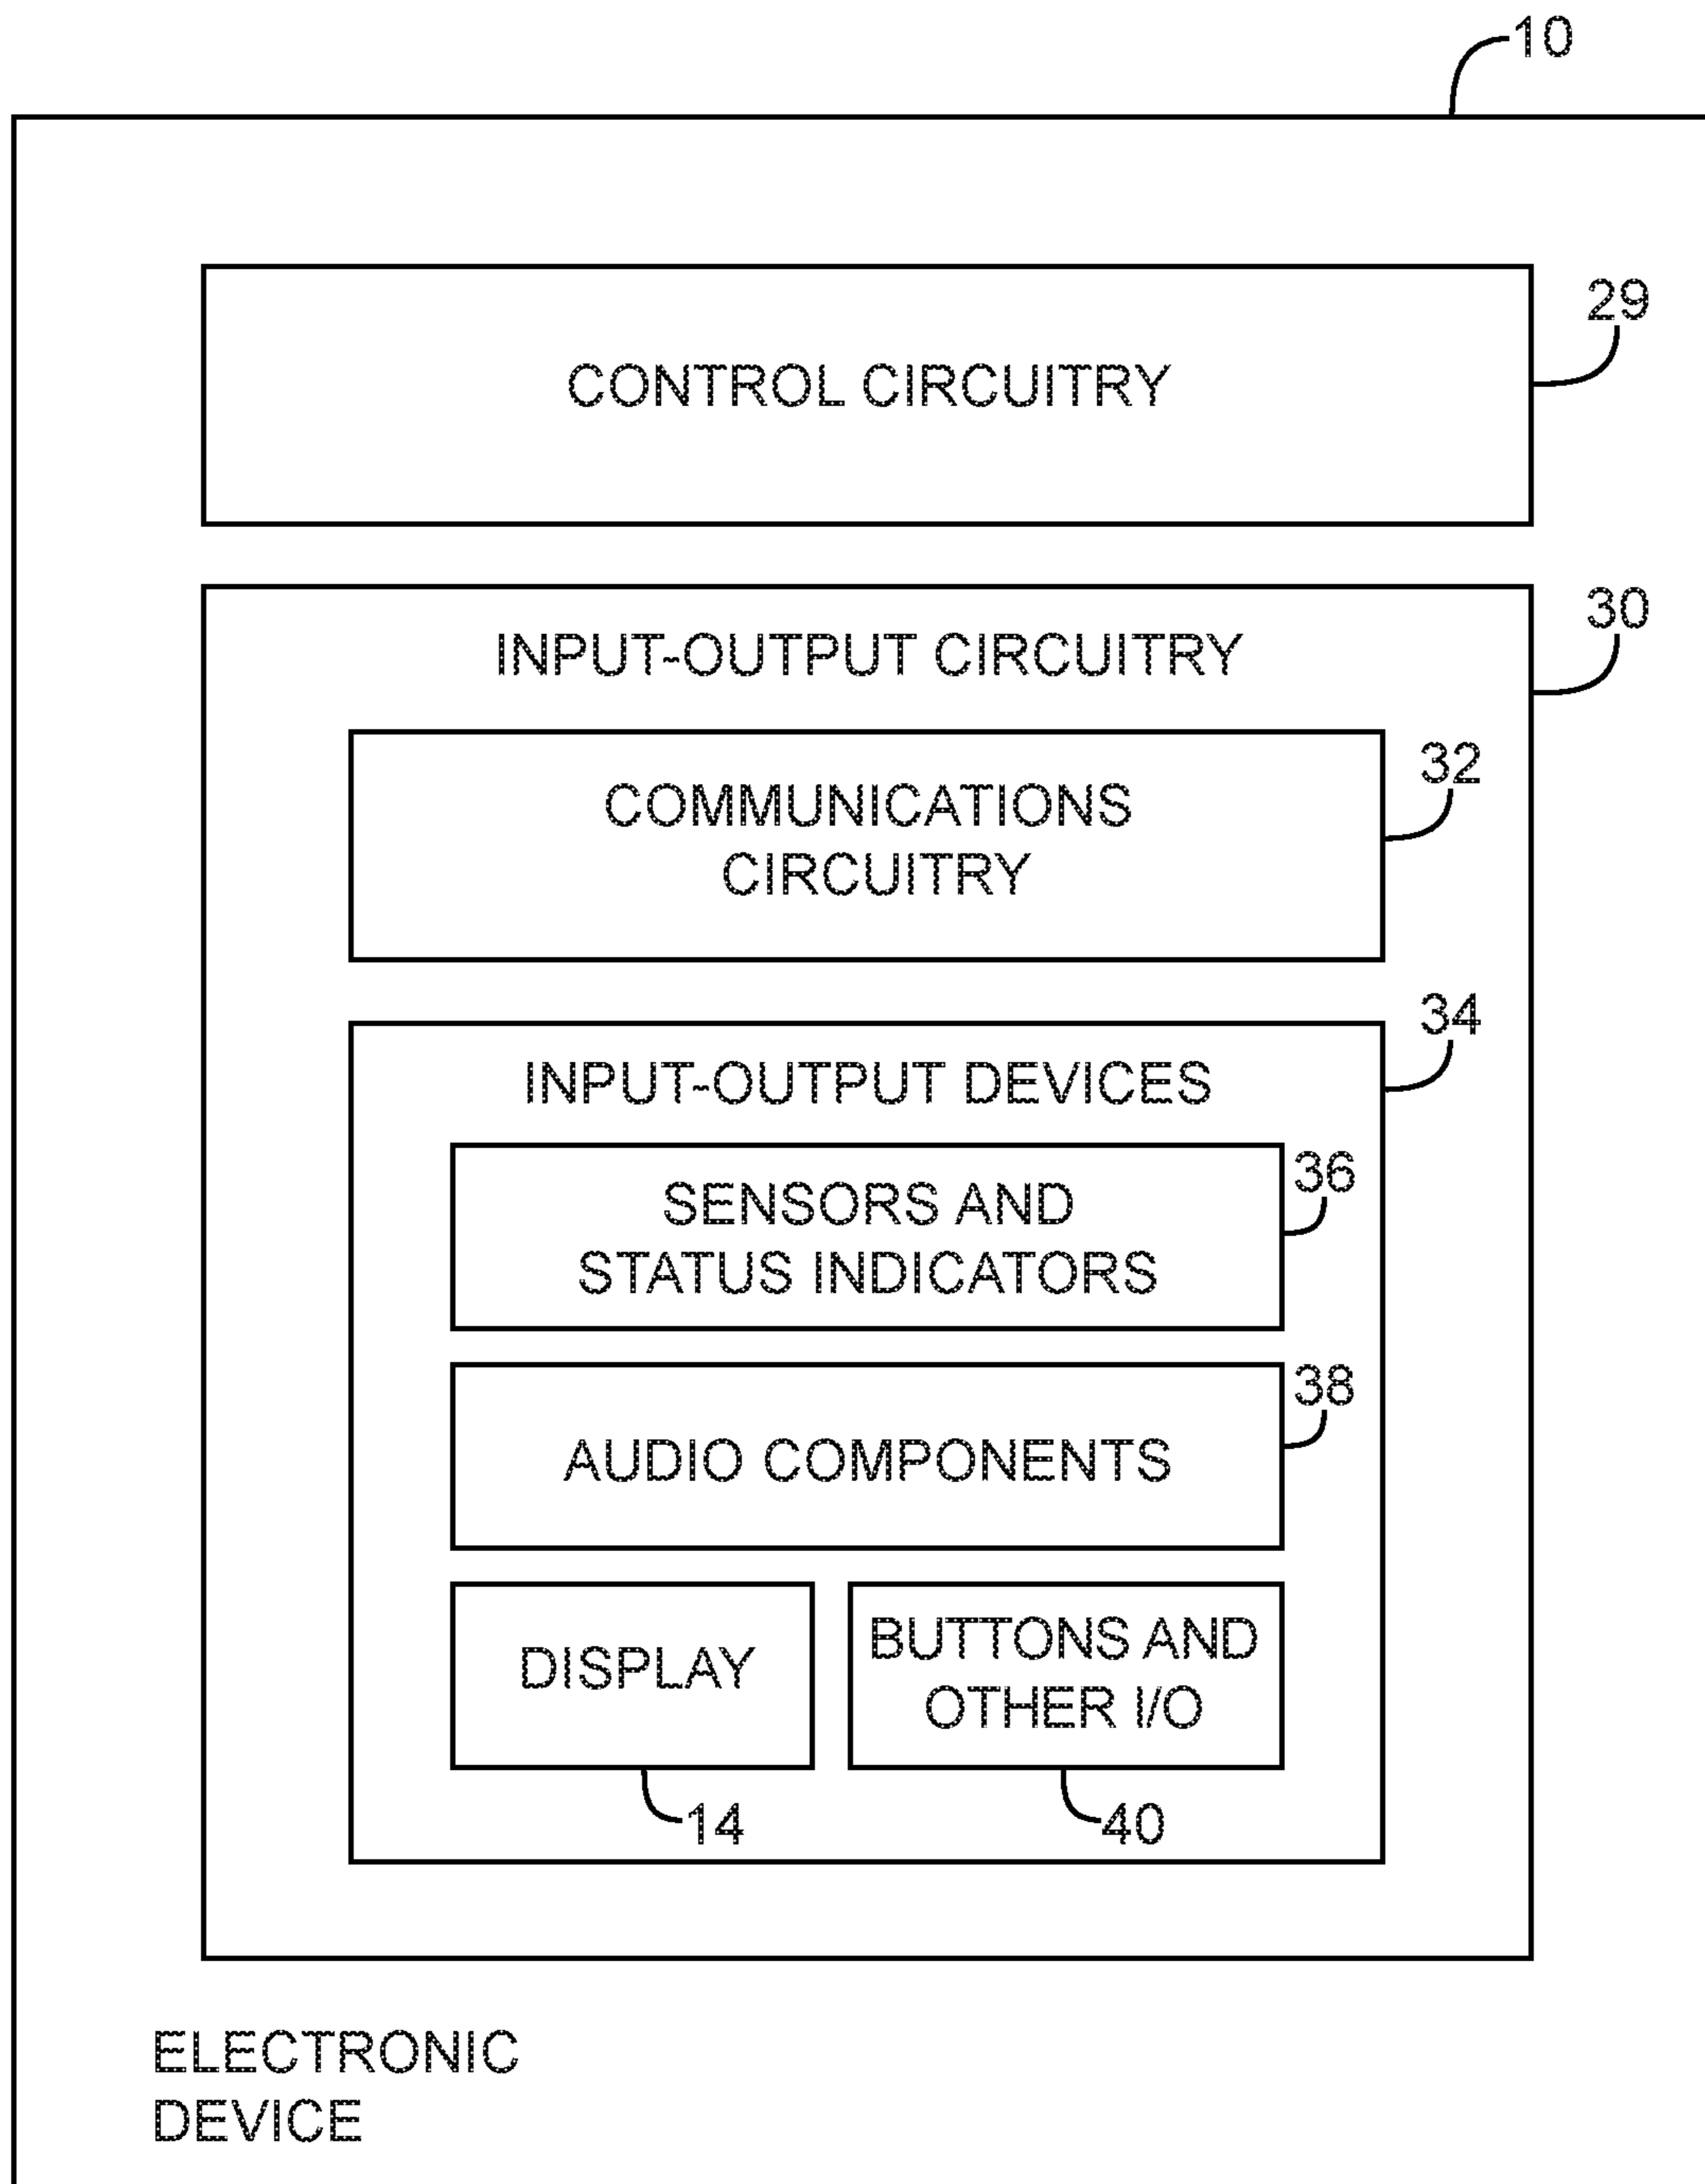 10
CONTROL CIRCUITRY
29
INPUT-OUTPUT CIRCUITRY
30
COMMUNICATIONS
CIRCUITRY
32
INPUT-OUTPUT DEVICES
34
SENSORS AND
STATUS INDICATORS
36
AUDIO COMPONENTS
38
DISPLAY
14
BUTTONS AND
OTHER I/O
40
ELECTRONIC
DEVICE